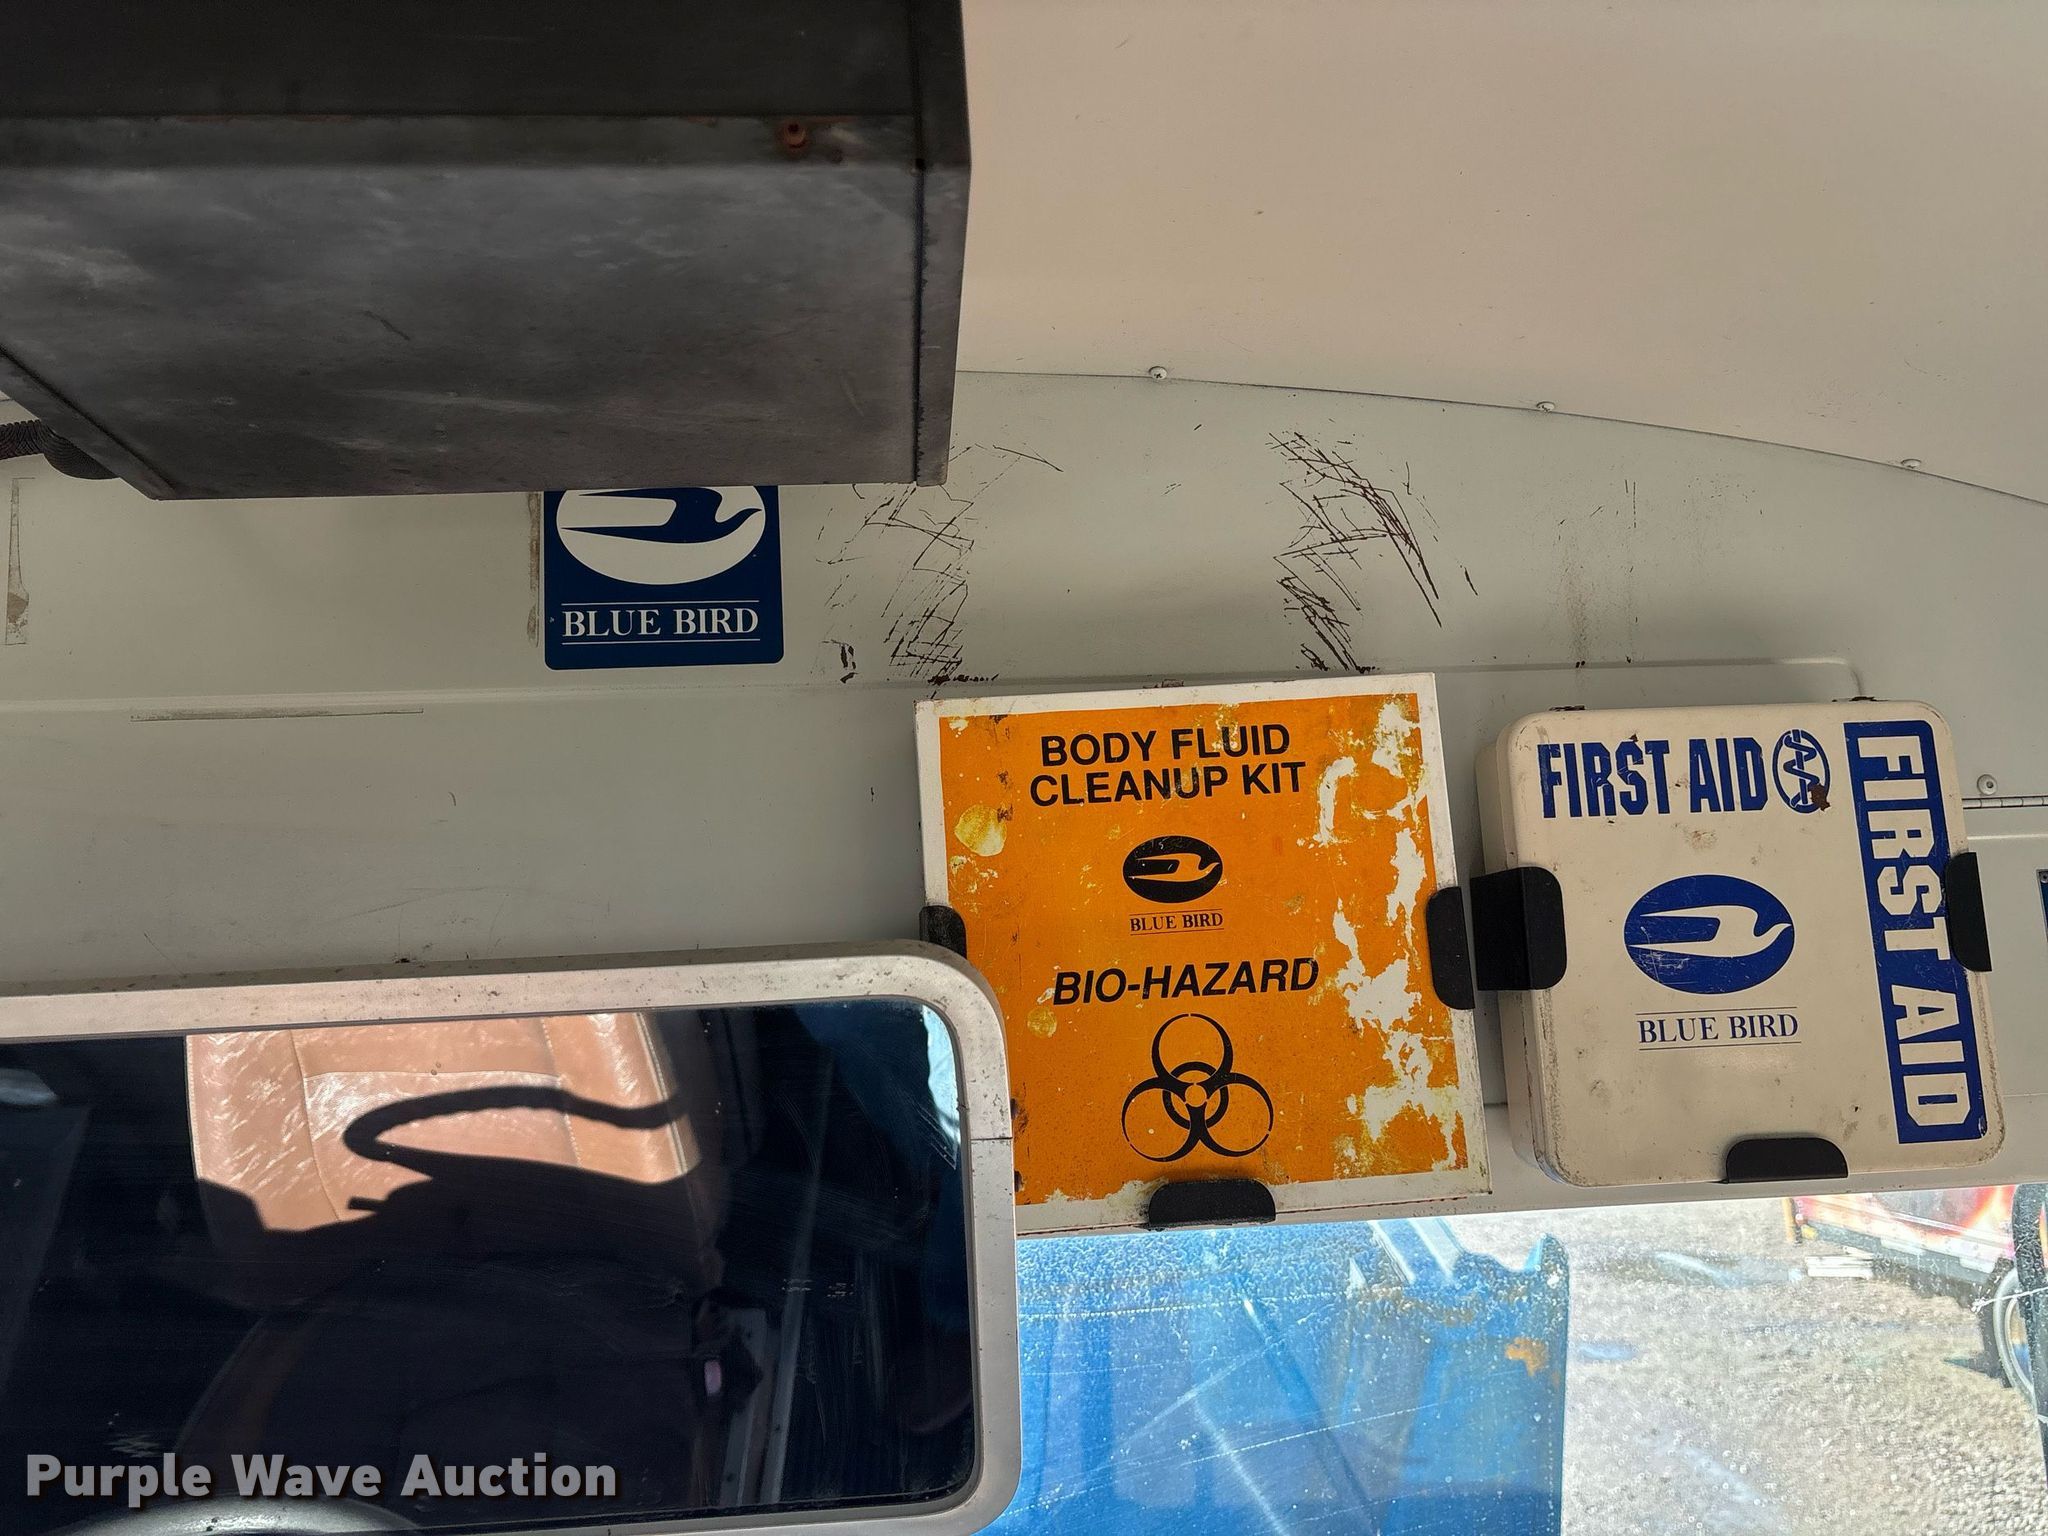 BLUE BIRD
BODY FLUID
CLEANUP KIT
BLUE BIRD
BIO-HAZARD
FIRST AID
FIRST AID
BLUE BIRD
Purple Wave Auction